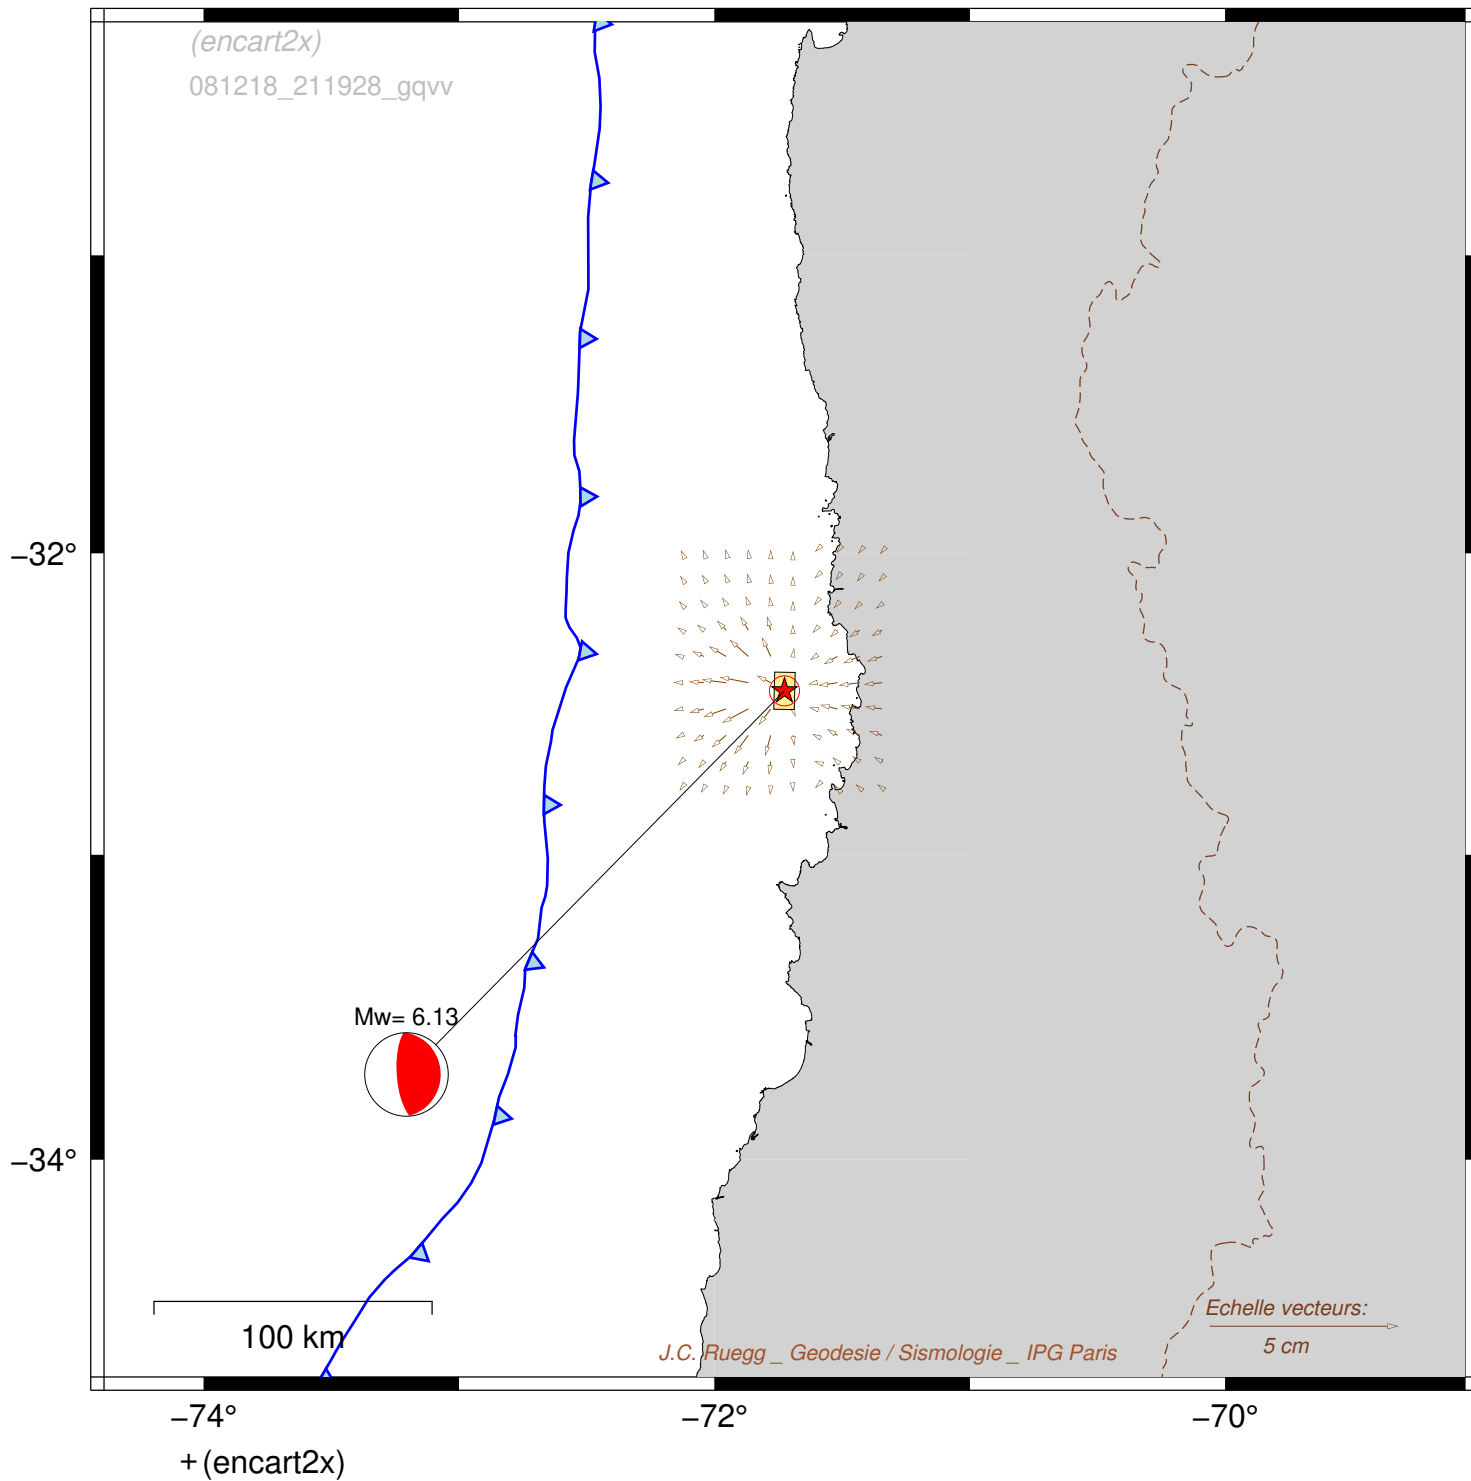 (encart2x)
081218_211928_gqvv
−32°
Mw= 6.13
−34°
100 km
Echelle vecteurs:
5 cm
J.C. Ruegg _ Geodesie / Sismologie _ IPG Paris
−74°
−72°
−70°
+ (encart2x)